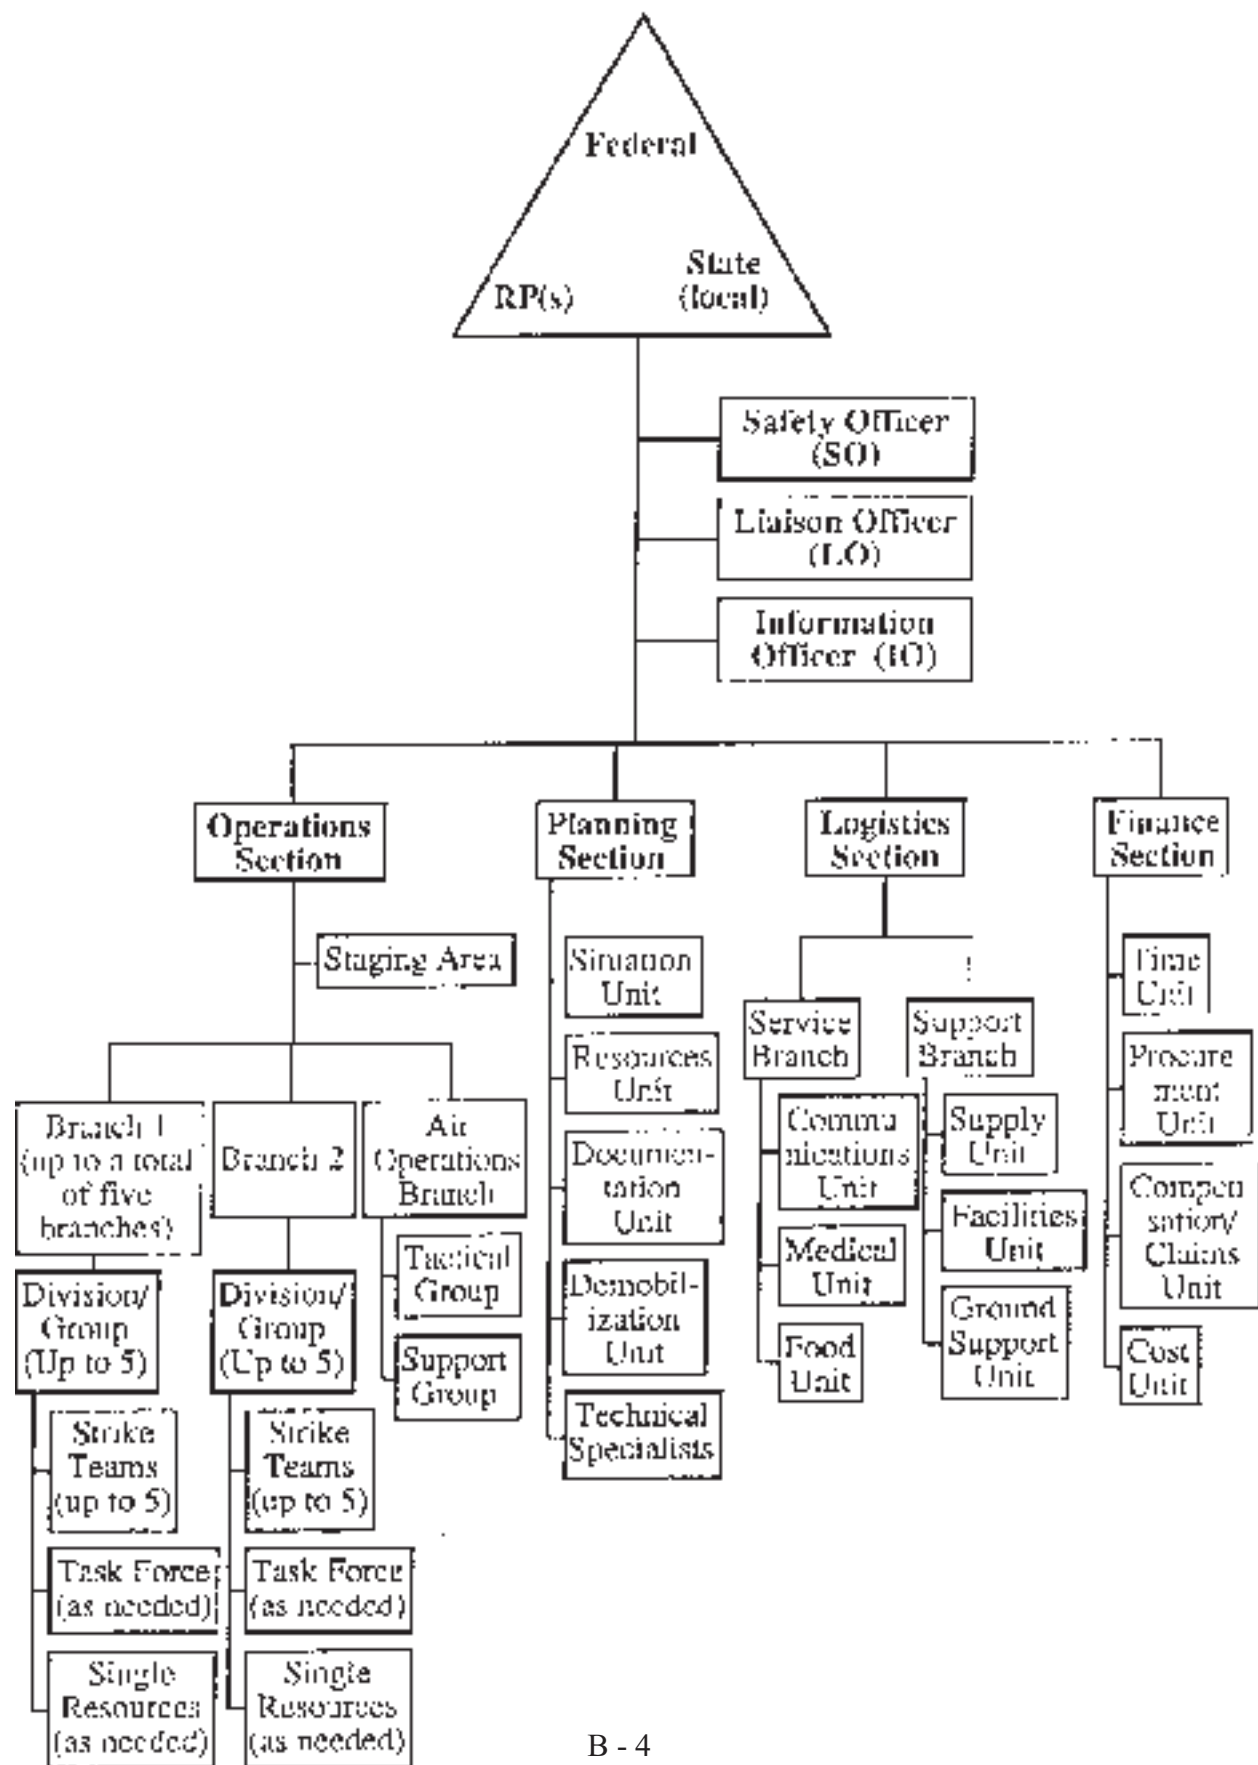 Federal
State
RP(s)
(local)
Safety Officer
(SO)
Liaison Officer
(LO)
Information
Officer (IO)
Operations
Section
Planning
Section
Logistics
Section
Finance
Section
Staging Area
Branch 1
(up to a total
of five
branches)
Branch 2
Air
Operations
Branch
Tactical
Group
Support
Group
Division/
Group
(Up to 5)
Strike
Teams
(up to 5)
Task Force
(as needed)
Single
Resources
(as needed)
Division/
Group
(Up to 5)
Strike
Teams
(up to 5)
Task Force
(as needed)
Single
Resources
(as needed)
Situation
Unit
Resources
Unit
Documen-
tation
Unit
Demobil-
ization
Unit
Technical
Specialists
Service
Branch
Commu
nications
Unit
Medical
Unit
Food
Unit
Support
Branch
Supply
Unit
Facilities
Unit
Ground
Support
Unit
Time
Unit
Procure
ment
Unit
Compen
sation/
Claims
Unit
Cost
Unit
B - 4